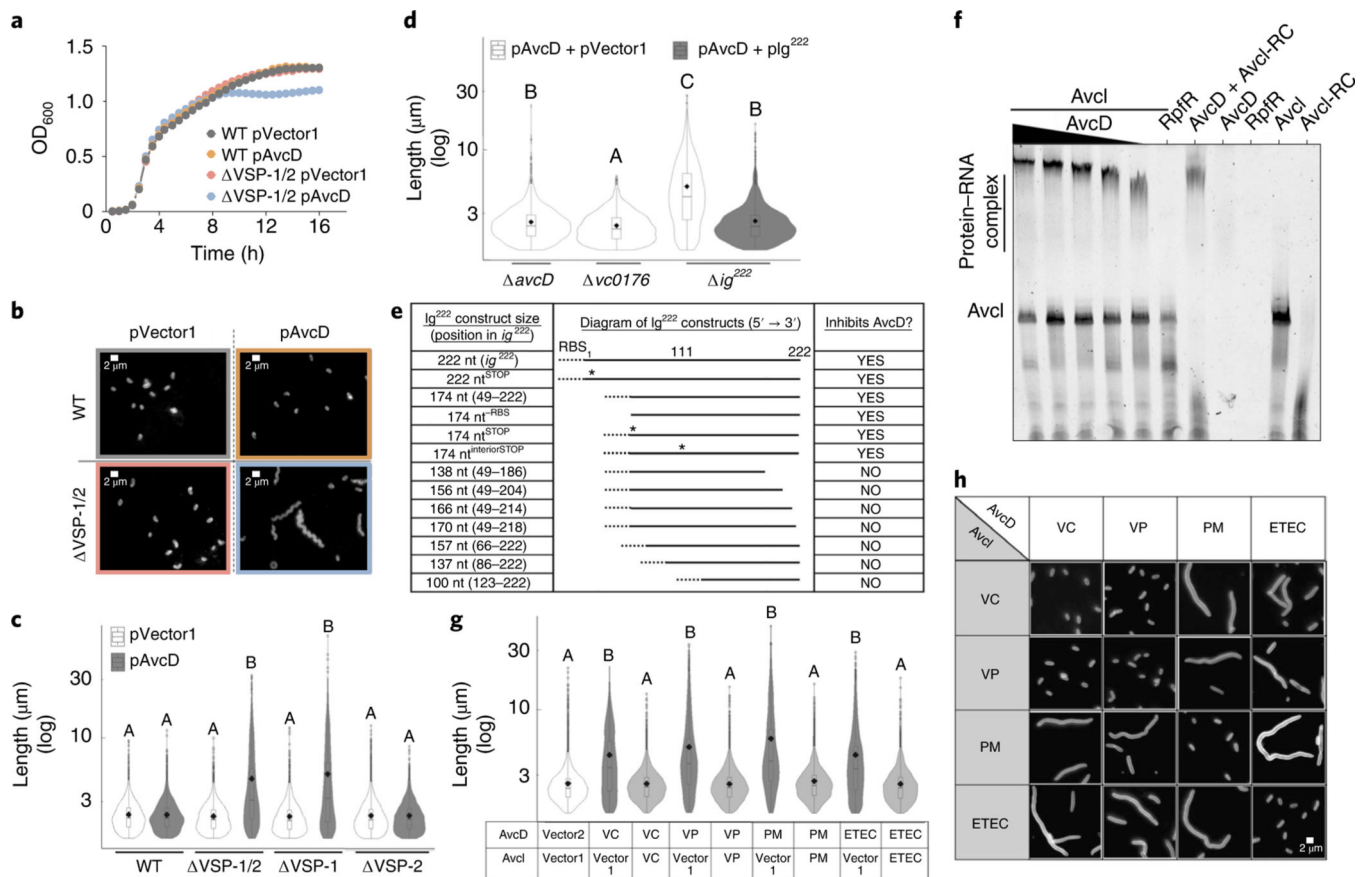 a
OD600
1.5
1.0
0.5
0
0 4 8 12 16
Time (h)
WT pVector1
WT pAvcD
ΔVSP-1/2 pVector1
ΔVSP-1/2 pAvcD
b
pVector1 pAvcD
WT
ΔVSP-1/2
2 μm
2 μm
2 μm
2 μm
c
pVector1
pAvcD
Length (μm)
(log)
30
10
3
A A A B A B A A
WT ΔVSP-1/2 ΔVSP-1 ΔVSP-2
d
pAvcD + pVector1 pAvcD + pIg222
Length (μm)
(log)
30
10
3
B A C B
ΔavcD Δvc0176 Δig222
e
Ig222 construct size
(position in ig222)
Diagram of Ig222 constructs (5′ → 3′)
Inhibits AvcD?
RBS 1 111 222
222 nt (ig222) YES
222 ntSTOP * YES
174 nt (49–222) YES
174 nt–RBS YES
174 ntSTOP * YES
174 ntinteriorSTOP * YES
138 nt (49–186) NO
156 nt (49–204) NO
166 nt (49–214) NO
170 nt (49–218) NO
157 nt (66–222) NO
137 nt (86–222) NO
100 nt (123–222) NO
f
AvcI
AvcD
RpfR
AvcD + AvcI-RC
AvcD
RpfR
AvcI
AvcI-RC
Protein–RNA
complex
AvcI
g
Length (μm)
(log)
30
10
3
A B A B A B A B A
AvcD Vector2 VC VC VP VP PM PM ETEC ETEC
AvcI Vector1 Vector 1 VC Vector 1 VP Vector 1 PM Vector 1 ETEC
h
AvcD
AvcI
VC VP PM ETEC
VC
VP
PM
ETEC
2 μm